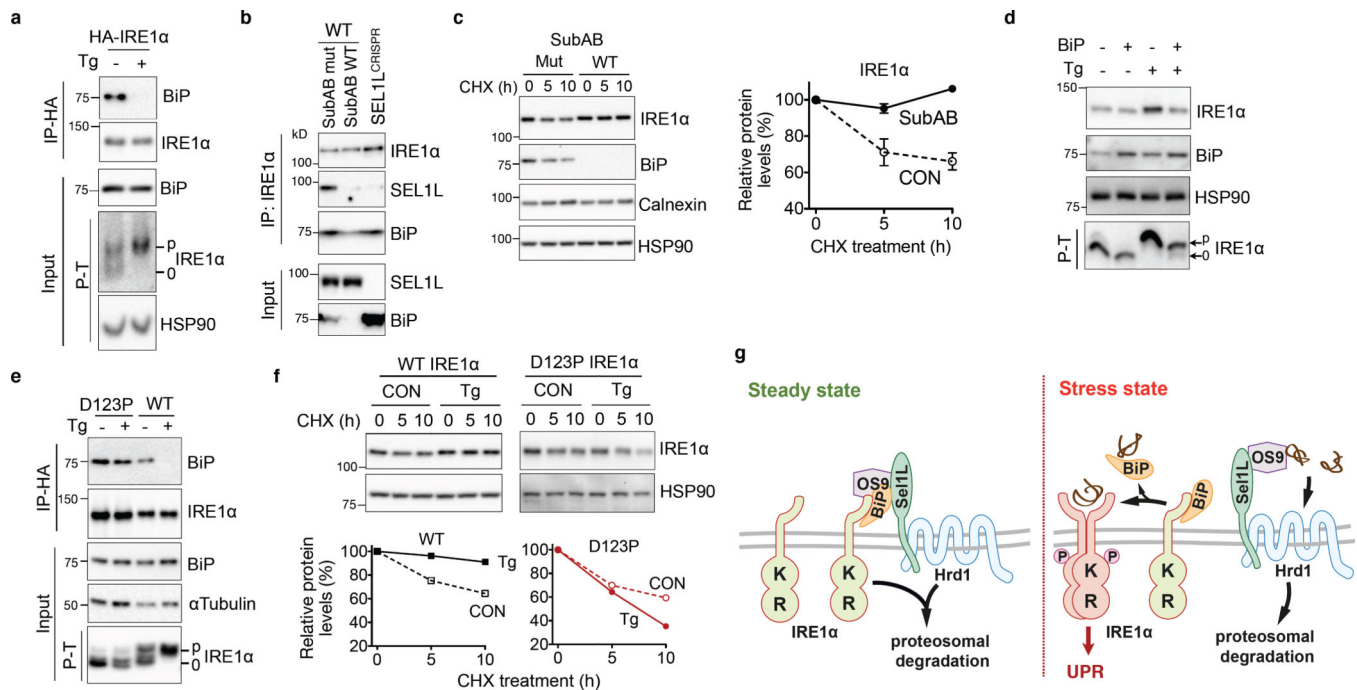 a
HA-IRE1α
Tg - +
IP-HA
75
BiP
150
IRE1α
Input
75
BiP
P-T
p
IRE1α
0
HSP90
b
WT
SubAB mut
SubAB WT
SEL1L CRISPR
kD
IP: IRE1α
100
IRE1α
100
SEL1L
75
BiP
Input
100
SEL1L
75
BiP
c
SubAB
Mut WT
CHX (h) 0 5 10 0 5 10
100
IRE1α
75
BiP
100
Calnexin
100
HSP90
IRE1α
Relative protein
levels (%)
100
80
60
40
SubAB
CON
0 5 10
CHX treatment (h)
d
BiP - + - +
Tg - - + +
150
IRE1α
75
BiP
75
HSP90
P-T
p
IRE1α
0
e
D123P WT
Tg - + - +
IP-HA
75
BiP
150
IRE1α
Input
75
BiP
50
αTubulin
P-T
p
IRE1α
0
f
WT IRE1α
D123P IRE1α
CON Tg
CON Tg
CHX (h) 0 5 10 0 5 10
0 5 10 0 5 10
100
IRE1α
75
HSP90
Relative protein
levels (%)
WT
100
80
60
40
20
Tg
CON
0 5 10
D123P
100
80
60
40
20
CON
Tg
0 5 10
CHX treatment (h)
g
Steady state
OS9
BiP
Sel1L
Hrd1
K
R
K
R
IRE1α
proteosomal
degradation
Stress state
BiP
BiP
Sel1L
OS9
P
P
K
R
K
R
Hrd1
IRE1α
UPR
proteosomal
degradation